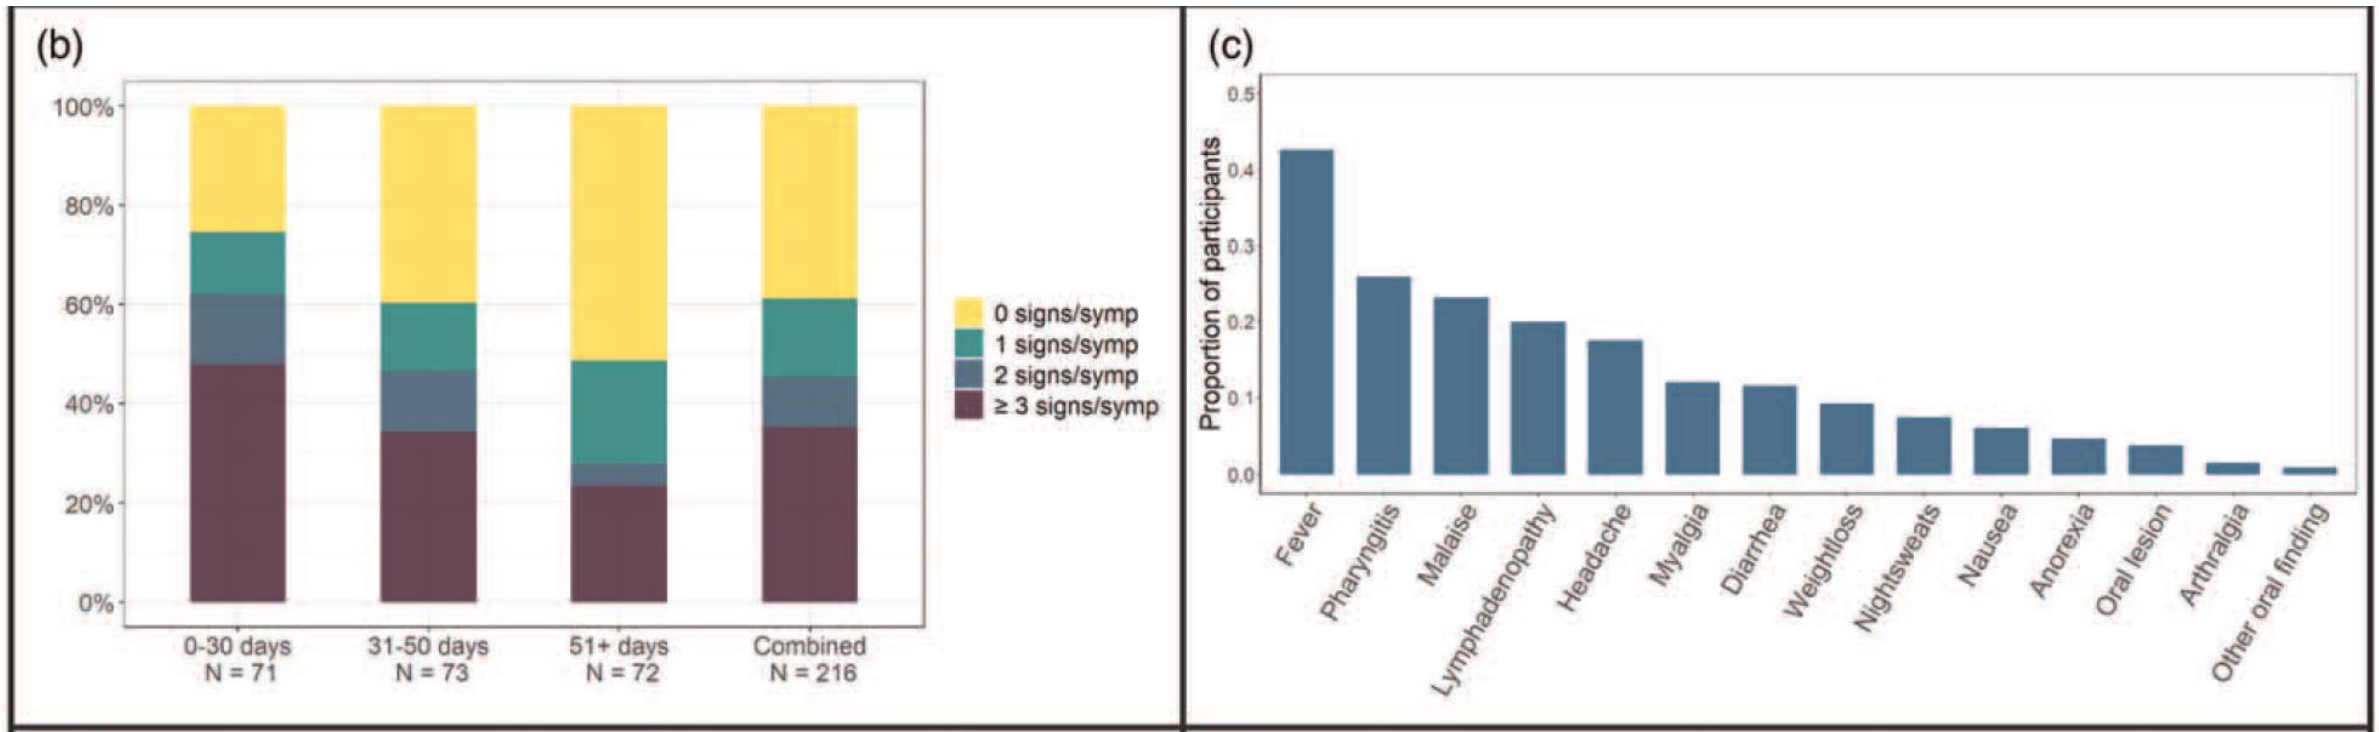 (b)
100%
80%
60%
40%
20%
0%
0-30 days
N = 71
31-50 days
N = 73
51+ days
N = 72
Combined
N = 216
0 signs/symp
1 signs/symp
2 signs/symp
≥ 3 signs/symp
(c)
Proportion of participants
0.5
0.4
0.3
0.2
0.1
0.0
Fever
Pharyngitis
Malaise
Lymphadenopathy
Headache
Myalgia
Diarrhea
Weightloss
Nightsweats
Nausea
Anorexia
Oral lesion
Arthralgia
Other oral finding